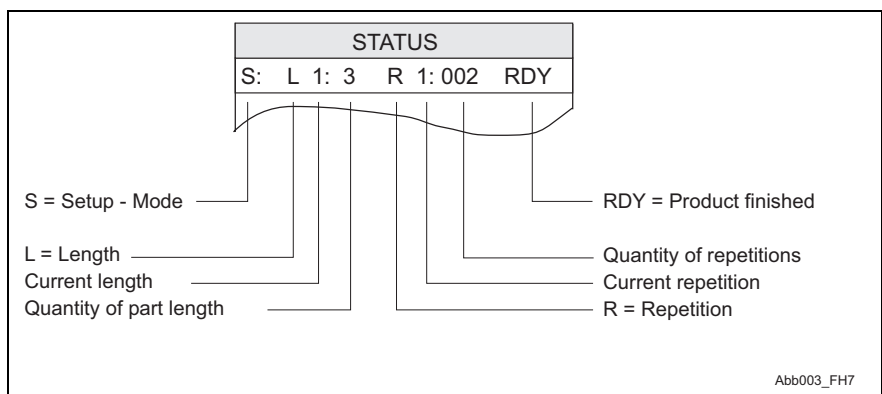 STATUS
S: L 1: 3 R 1: 002 RDY
S = Setup - Mode
L = Length
Current length
Quantity of part length
RDY = Product finished
Quantity of repetitions
Current repetition
R = Repetition
Abb003_FH7